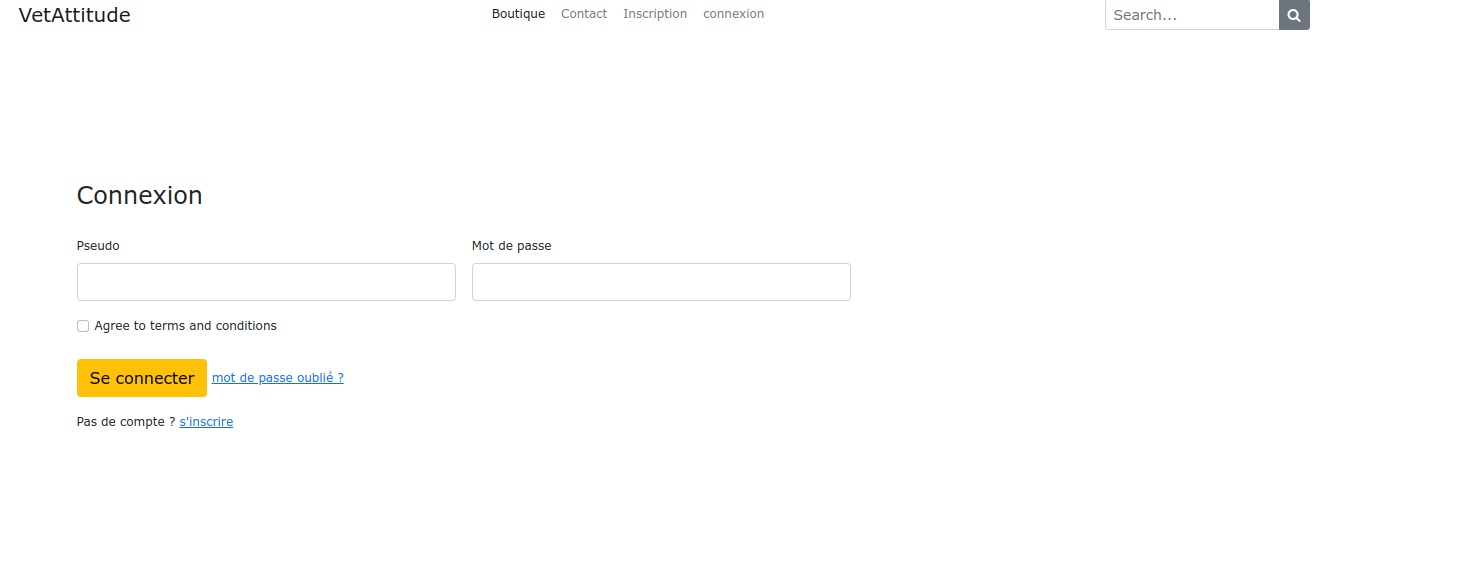 VetAttitude Boutique Contact Inscription connexion Search...
Connexion
Pseudo Mot de passe
Agree to terms and conditions
Se connecter mot de passe oublié ?
Pas de compte ? s'inscrire